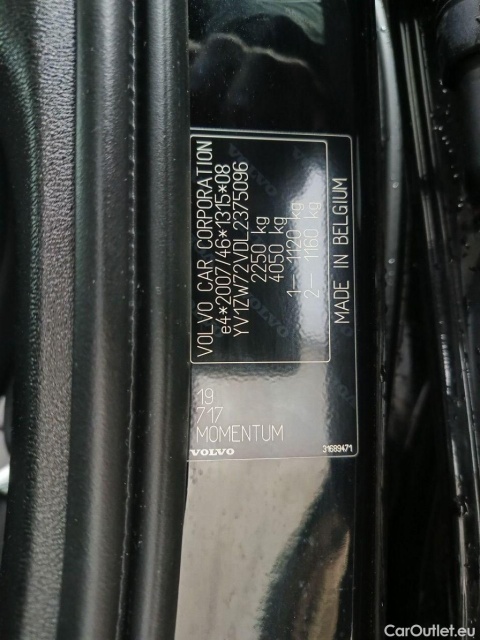 VOLVO CAR CORPORATION
e4*2007/46*1315*08
YV1ZW72VDL2375096
2250 kg
4050 kg
1— 1120 kg
2— 1160 kg
MADE IN BELGIUM
19
717
MOMENTUM
VOLVO
31689471
CarOutlet.eu